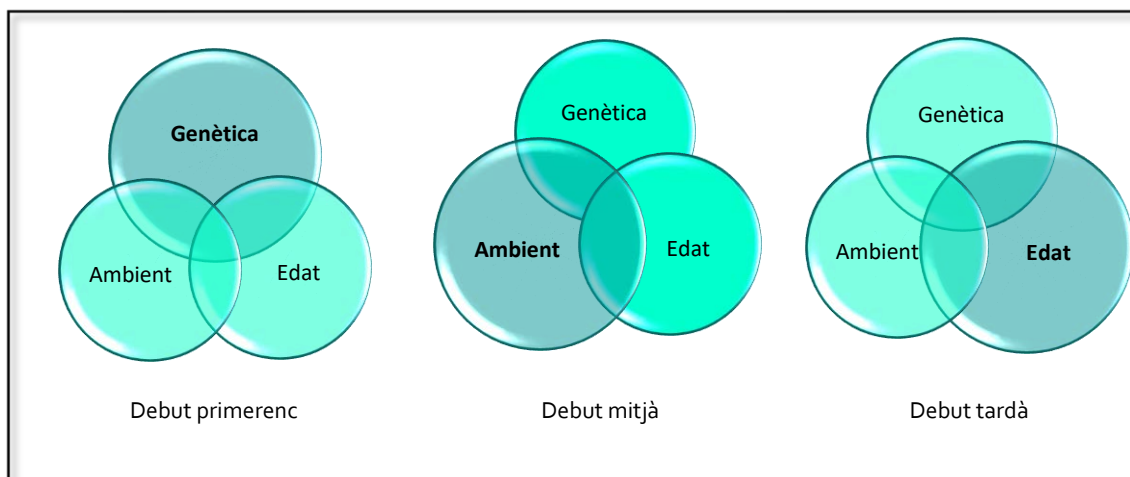 Genètica
Ambient
Edat
Debut primerenc
Genètica
Ambient
Edat
Debut mitjà
Genètica
Ambient
Edat
Debut tardà